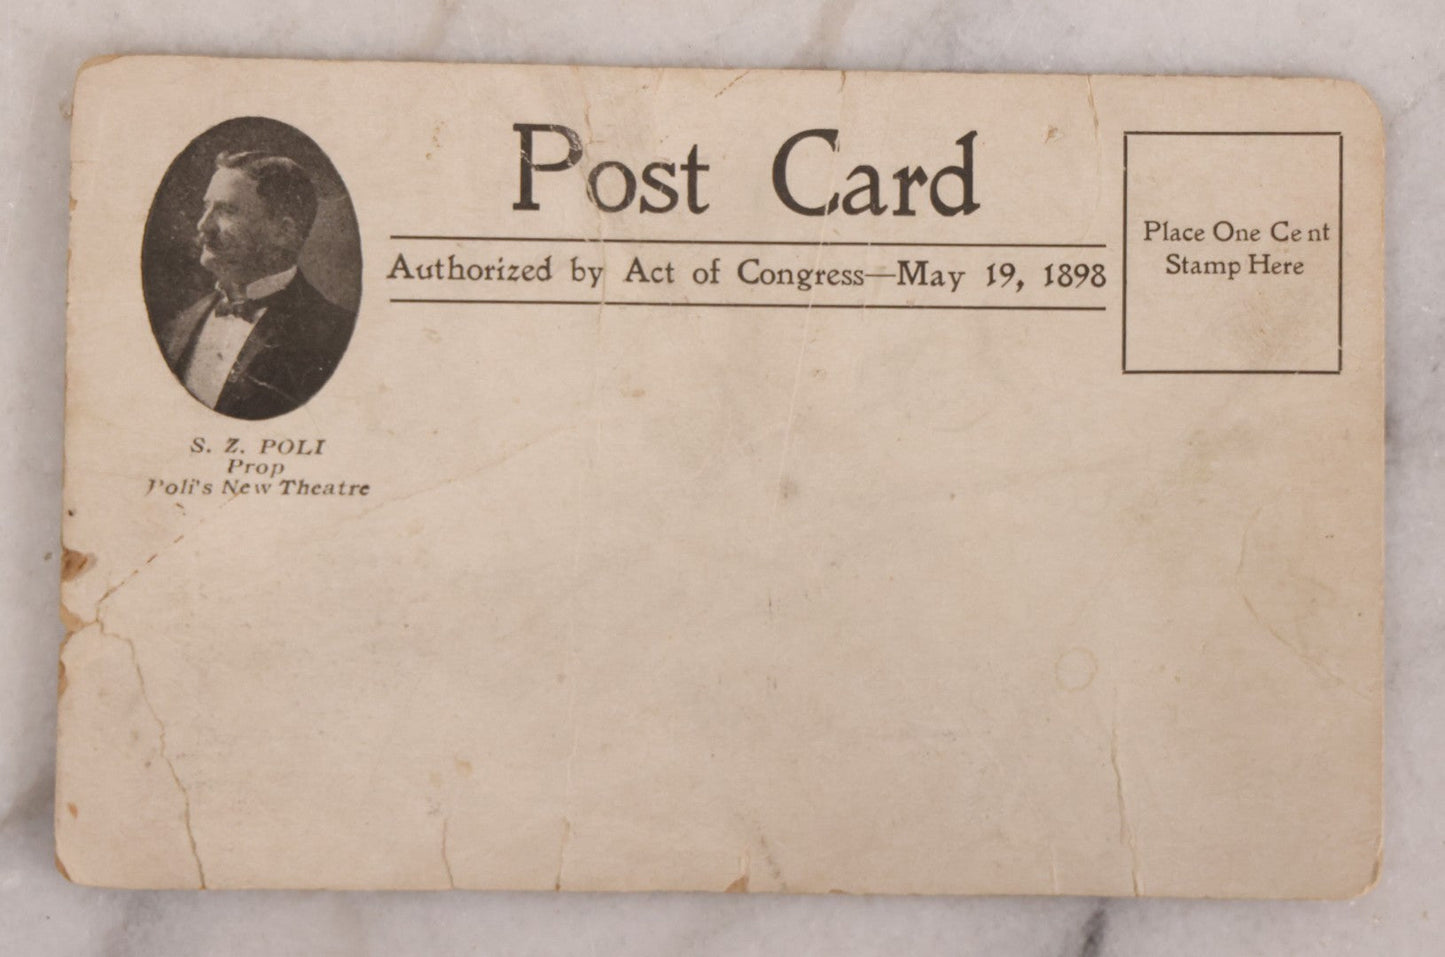 Post Card
Authorized by Act of Congress—May 19, 1898
Place One Cent
Stamp Here
S. Z. POLI
Prop
Poli's New Theatre